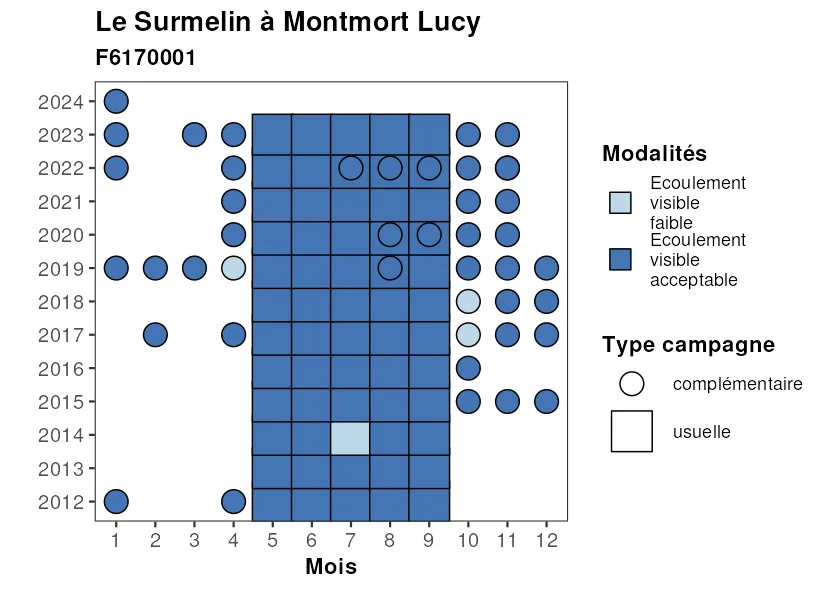 Le Surmelin à Montmort Lucy
F6170001
2024
2023
2022
2021
2020
2019
2018
2017
2016
2015
2014
2013
2012
1 2 3 4 5 6 7 8 9 10 11 12
Mois
Modalités
Ecoulement
visible
faible
Ecoulement
visible
acceptable
Type campagne
complémentaire
usuelle